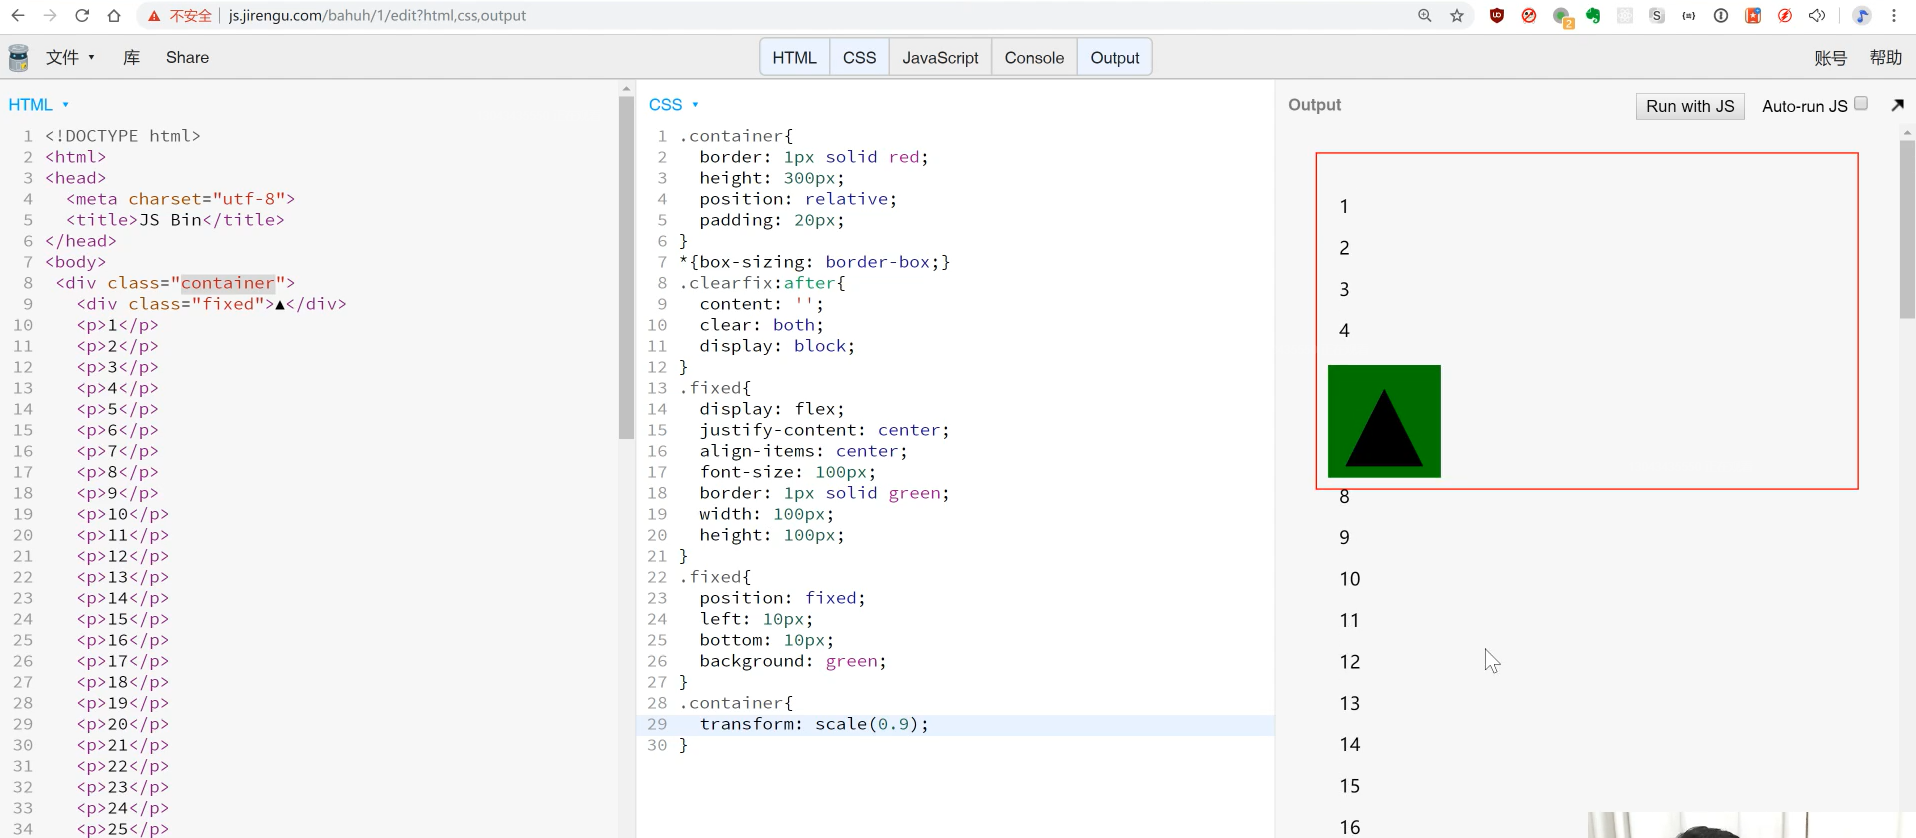 不安全 js.jirengu.com/bahuh/1/edit?html,css,output
2
文件 库 Share HTML CSS JavaScript Console Output 账号 帮助
HTML
1 <!DOCTYPE html>
2 <html>
3 <head>
4 <meta charset="utf-8">
5 <title>JS Bin</title>
6 </head>
7 <body>
8 <div class="container">
9 <div class="fixed">▲</div>
10 <p>1</p>
11 <p>2</p>
12 <p>3</p>
13 <p>4</p>
14 <p>5</p>
15 <p>6</p>
16 <p>7</p>
17 <p>8</p>
18 <p>9</p>
19 <p>10</p>
20 <p>11</p>
21 <p>12</p>
22 <p>13</p>
23 <p>14</p>
24 <p>15</p>
25 <p>16</p>
26 <p>17</p>
27 <p>18</p>
28 <p>19</p>
29 <p>20</p>
30 <p>21</p>
31 <p>22</p>
32 <p>23</p>
33 <p>24</p>
34 <p>25</p>
CSS
1 .container{
2 border: 1px solid red;
3 height: 300px;
4 position: relative;
5 padding: 20px;
6 }
7 *{box-sizing: border-box;}
8 .clearfix:after{
9 content: '';
10 clear: both;
11 display: block;
12 }
13 .fixed{
14 display: flex;
15 justify-content: center;
16 align-items: center;
17 font-size: 100px;
18 border: 1px solid green;
19 width: 100px;
20 height: 100px;
21 }
22 .fixed{
23 position: fixed;
24 left: 10px;
25 bottom: 10px;
26 background: green;
27 }
28 .container{
29 transform: scale(0.9);
30 }
Output Run with JS Auto-run JS
1
2
3
4
▲
8
9
10
11
12
13
14
15
16